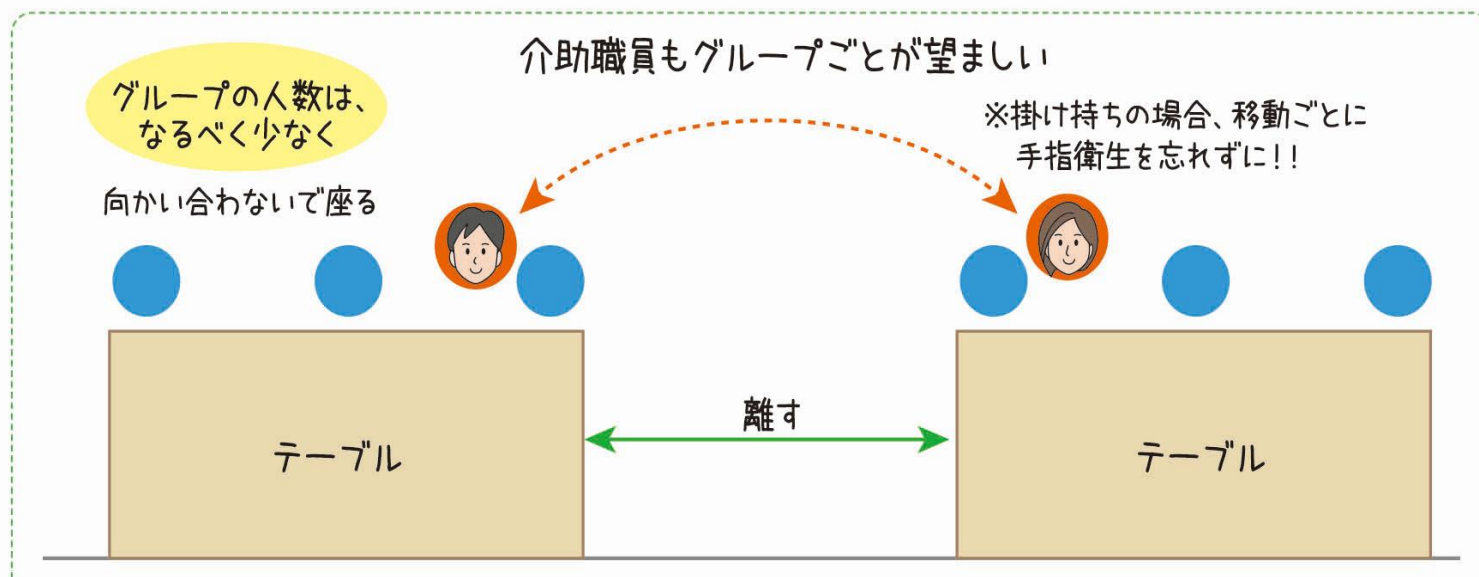 介助職員もグループごとが望ましい
グループの人数は、
なるべく少なく
向かい合わないで座る
※掛け持ちの場合、移動ごとに
手指衛生を忘れずに!!
離す
テーブル
テーブル